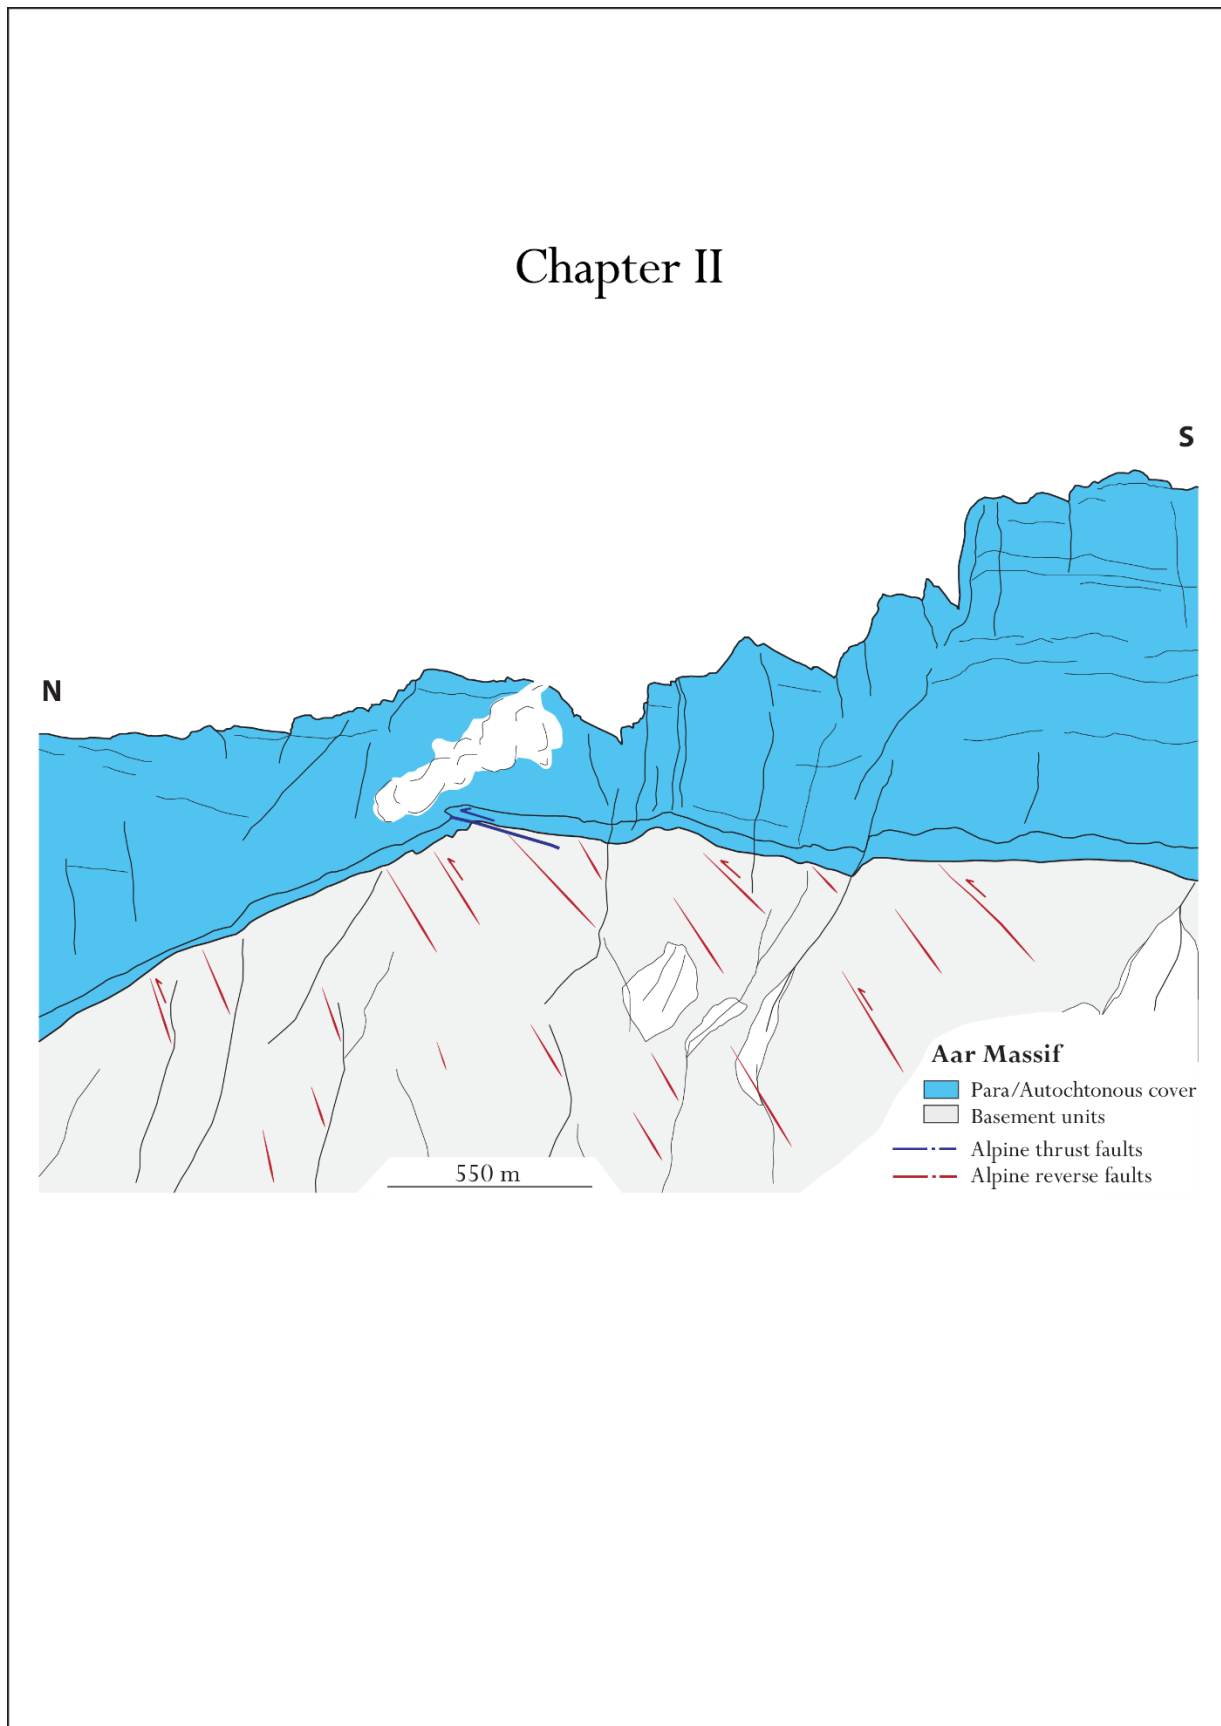 Chapter II
S
N
Aar Massif
Para/Autochtonous cover
Basement units
Alpine thrust faults
550 m
Alpine reverse faults